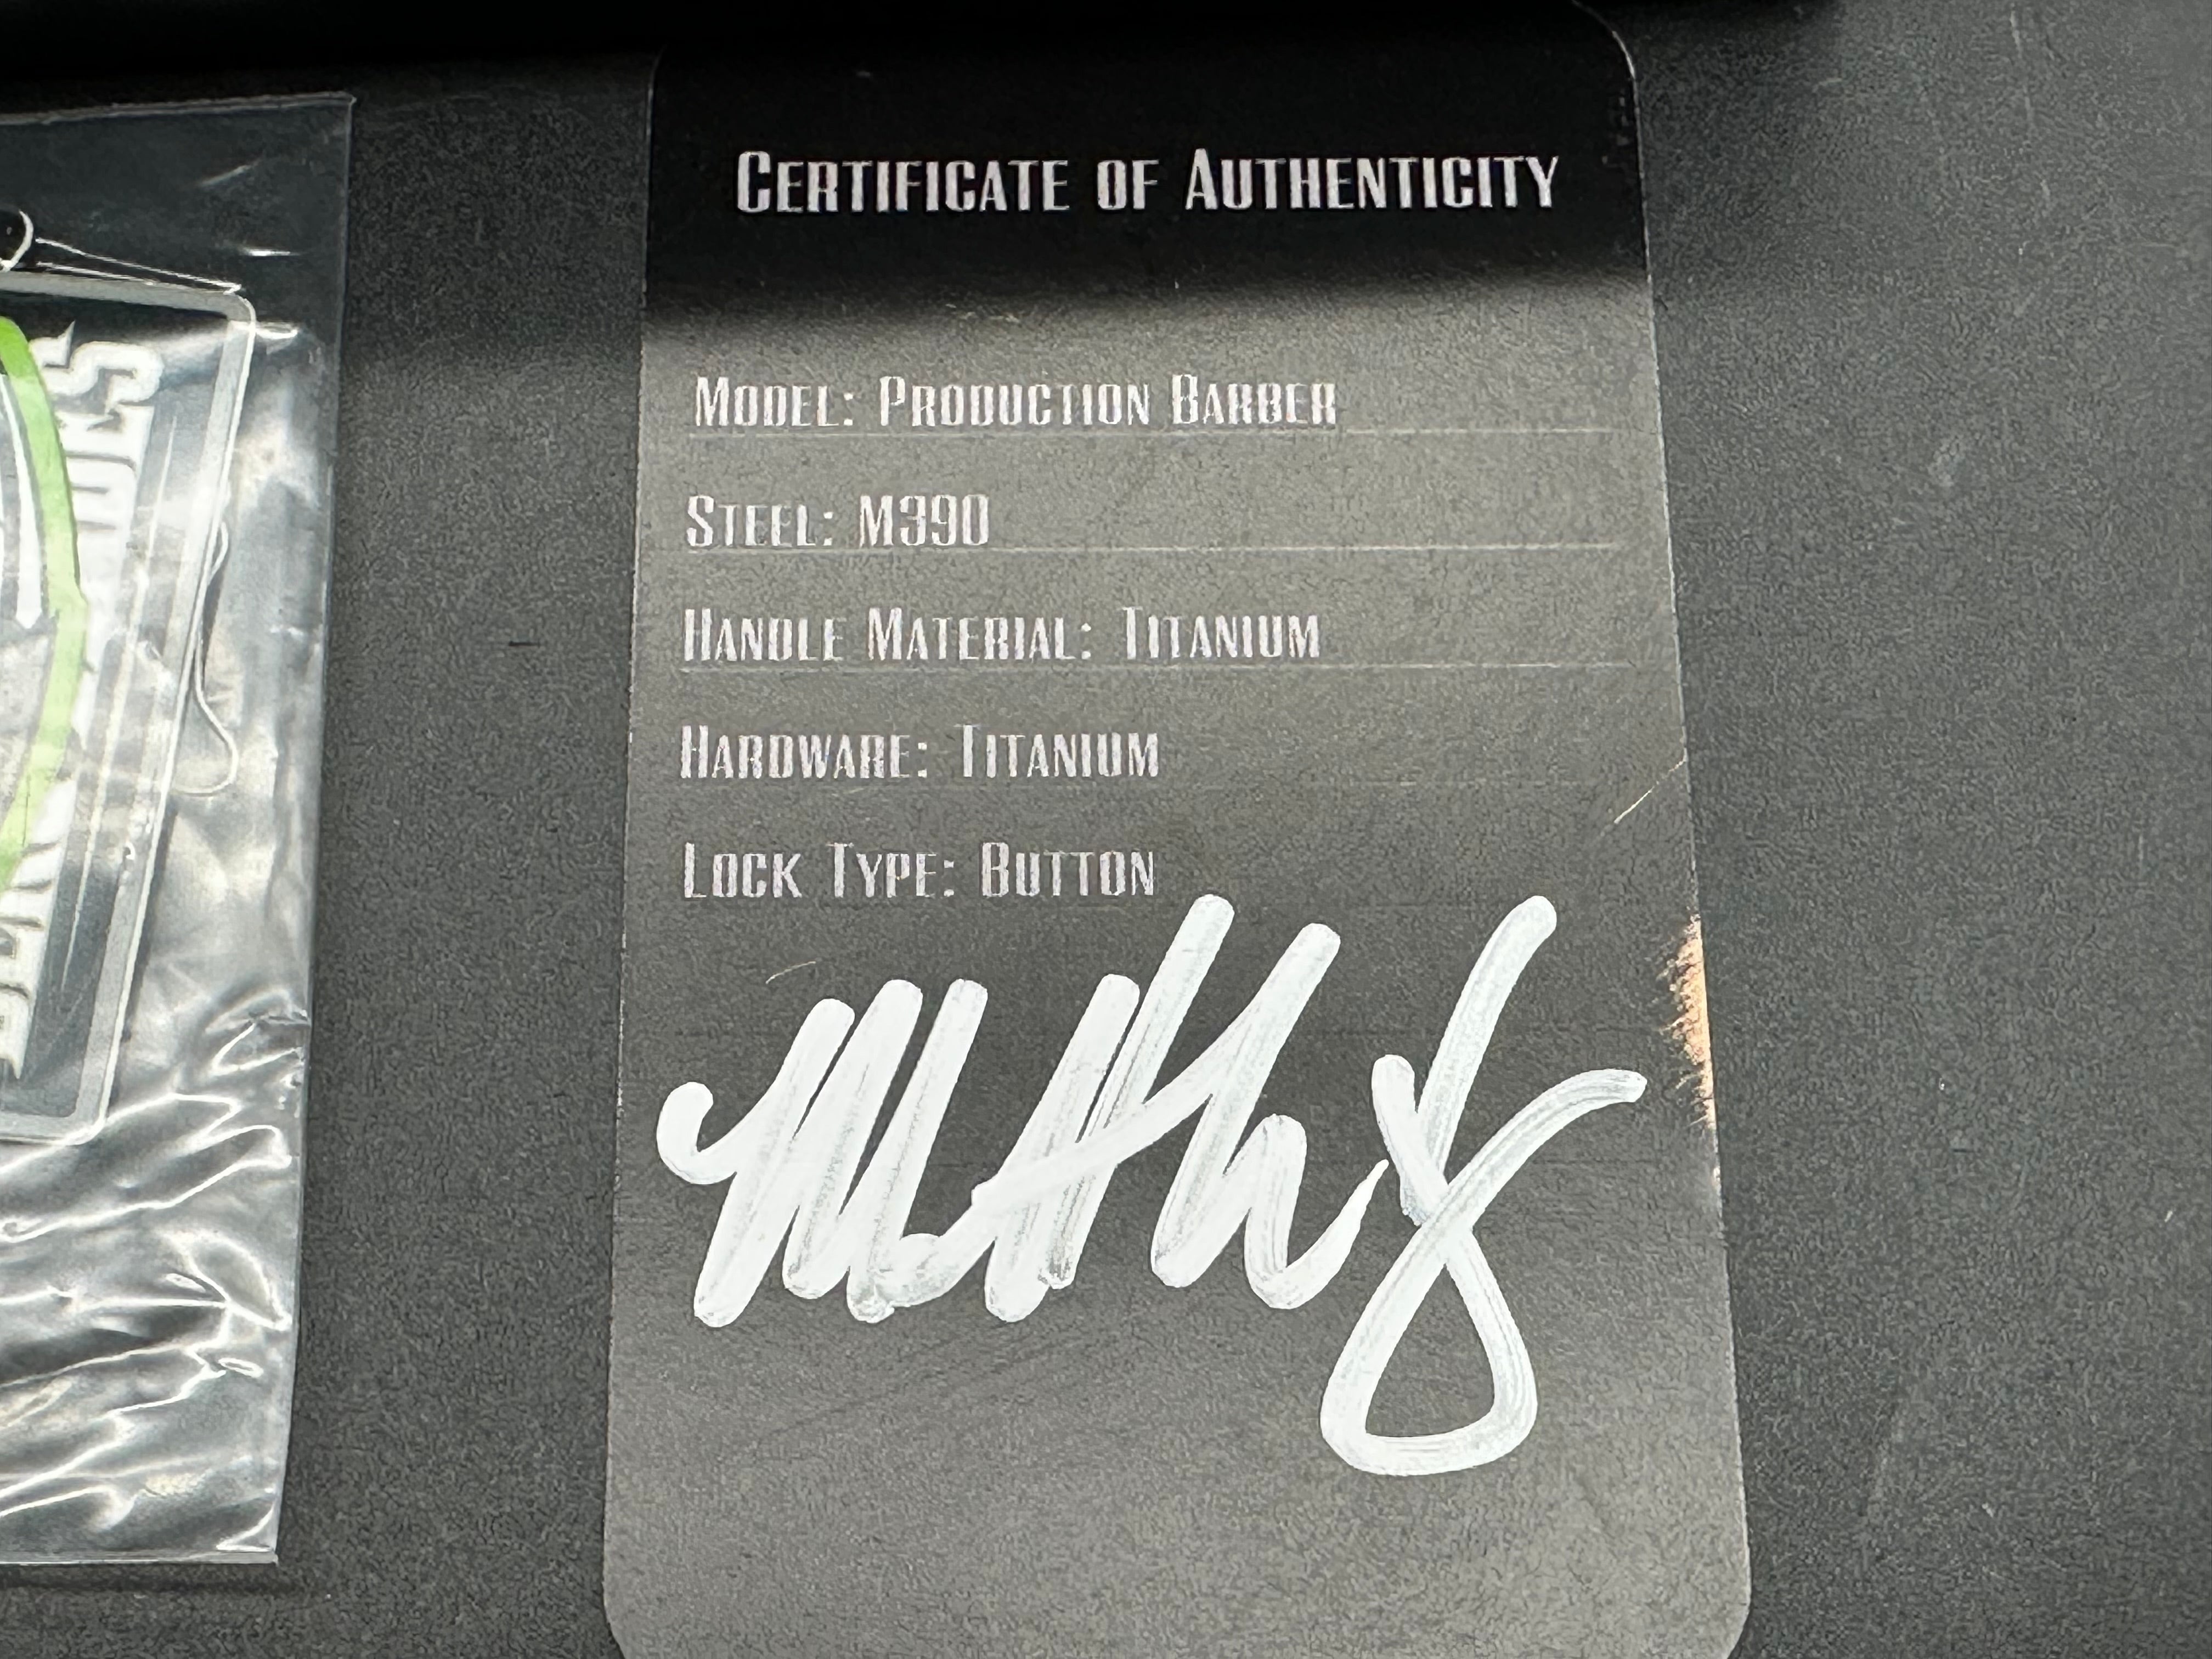 CERTIFICATE OF AUTHENTICITY
MODEL: PRODUCTION BARBER
STEEL: M390
HANDLE MATERIAL: TITANIUM
HARDWARE: TITANIUM
LOCK TYPE: BUTTON